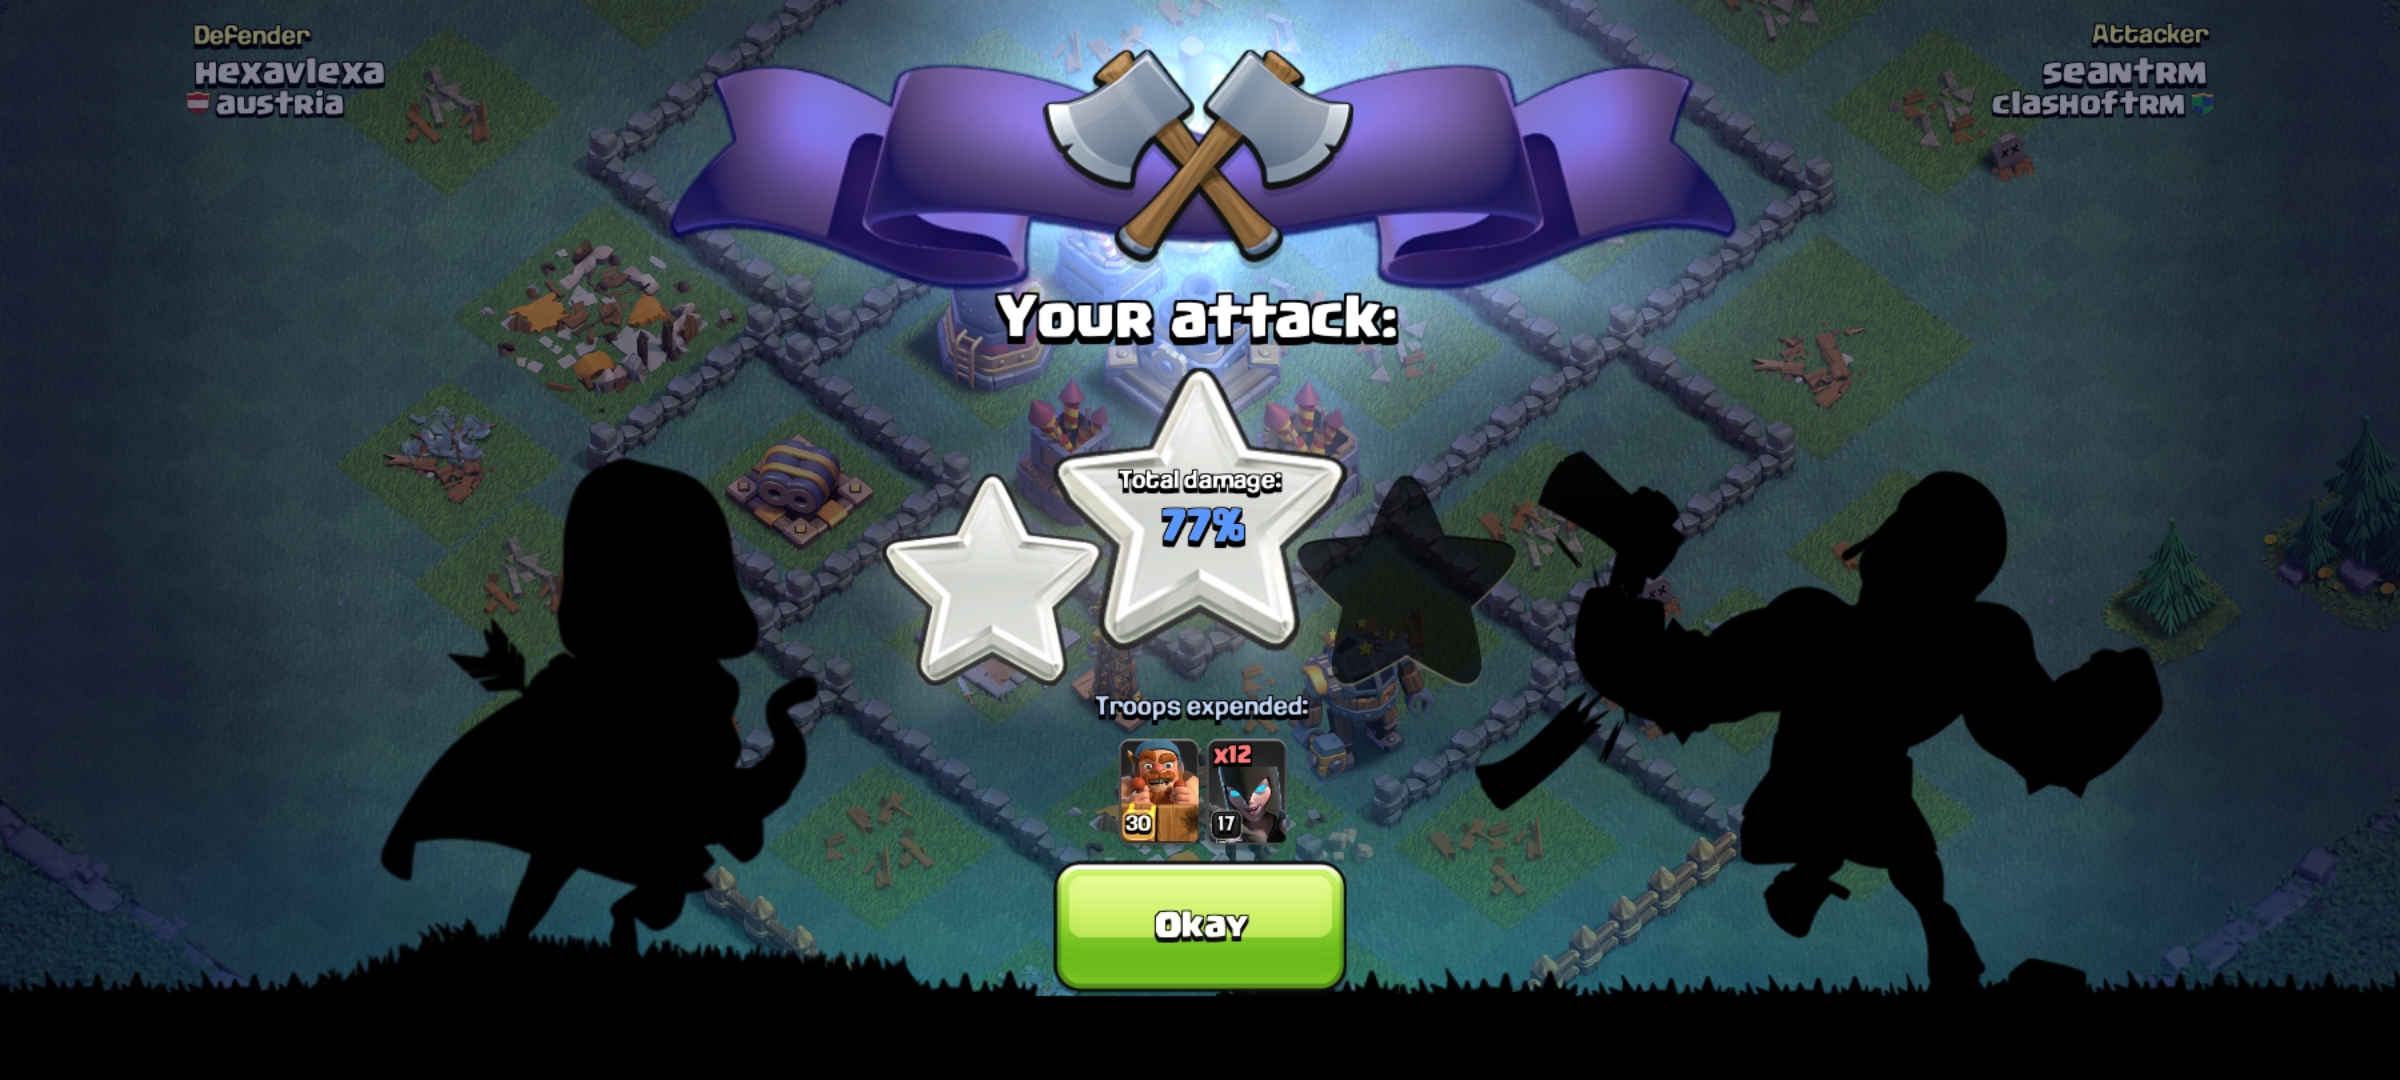 Defender
Hexavlexa
austria
Attacker
seantRM
clashoftRM
Your attack:
Total damage:
77%
Troops expended:
x12
30
17
Okay